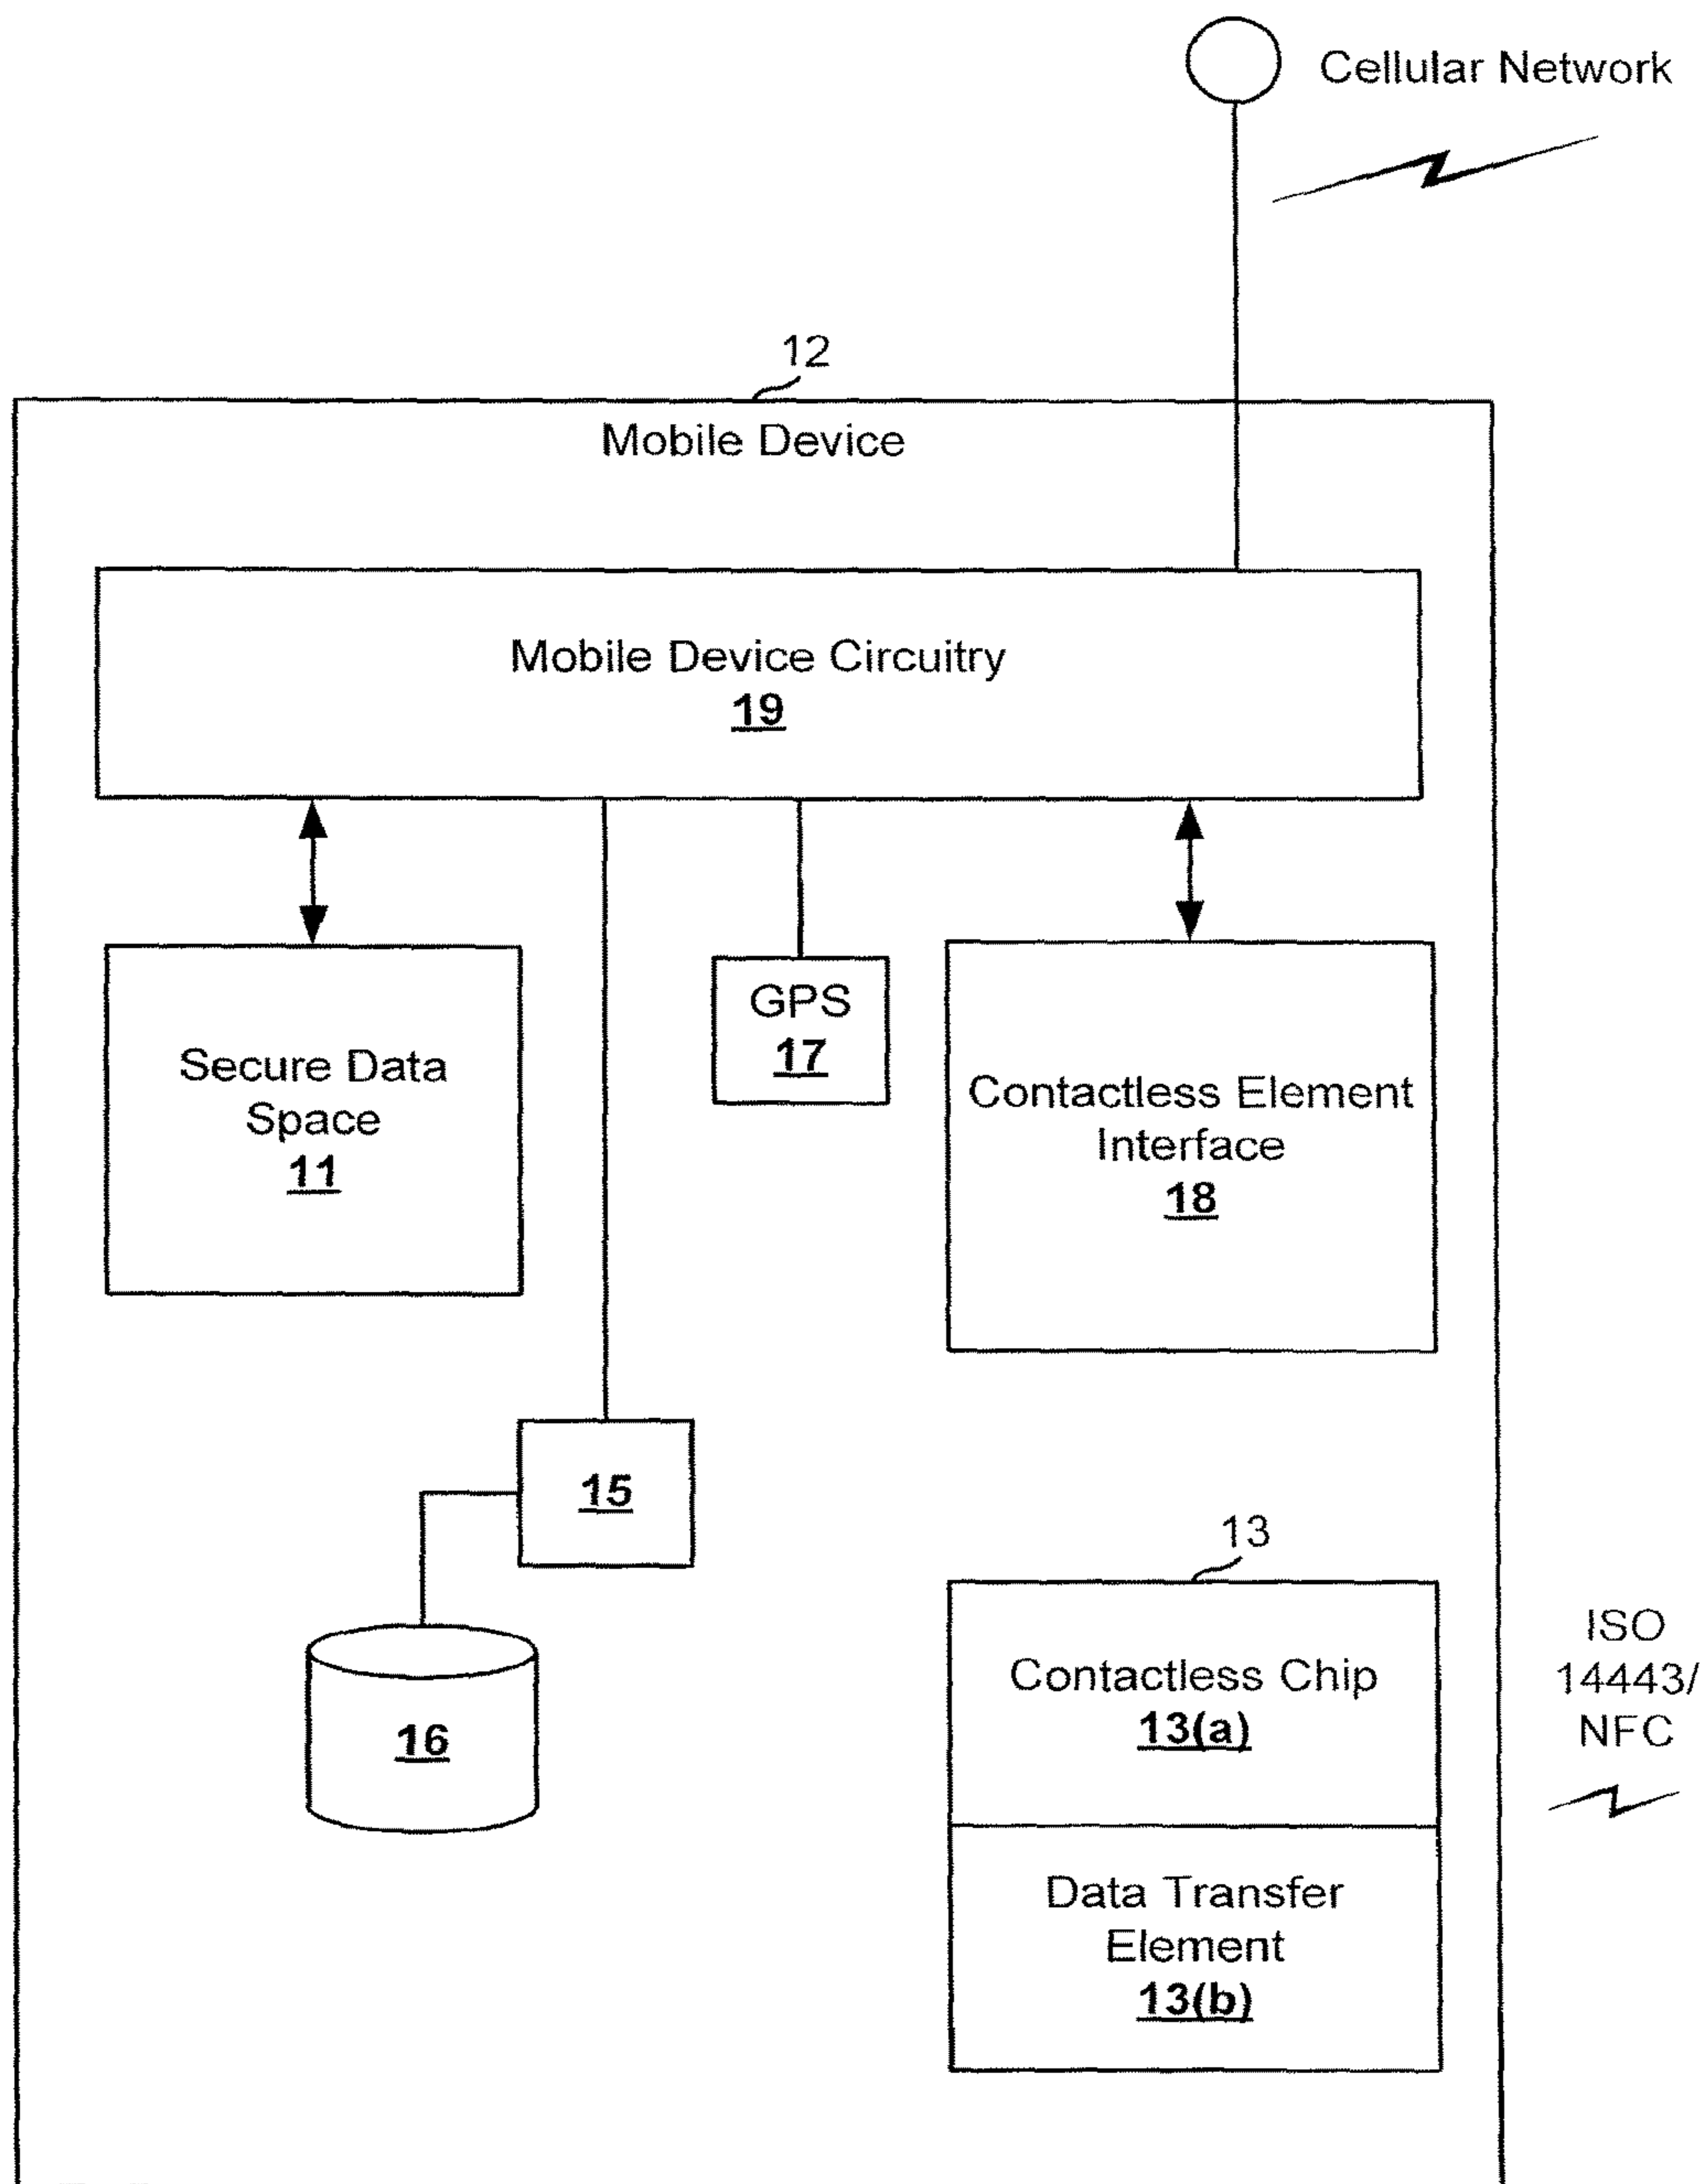 Cellular Network
12
Mobile Device
Mobile Device Circuitry
19
GPS
17
Secure Data
Space
11
Contactless Element
Interface
18
15
13
16
Contactless Chip
13(a)
Data Transfer
Element
13(b)
ISO
14443/
NFC